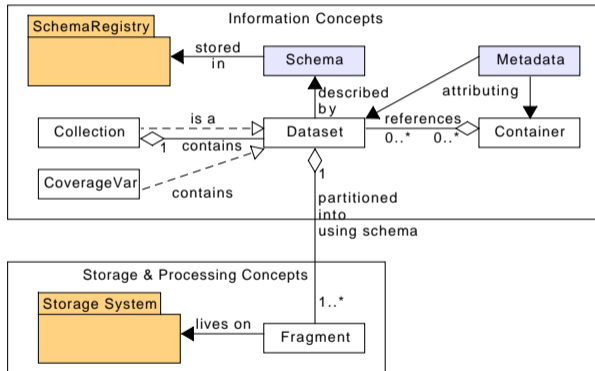 Information Concepts
SchemaRegistry
stored
in
Schema
Metadata
described
by
attributing
Collection
is a
contains
1
Dataset
references
0..*
0..*
Container
CoverageVar
contains
1
partitioned
into
using schema
Storage & Processing Concepts
1..*
Storage System
lives on
Fragment